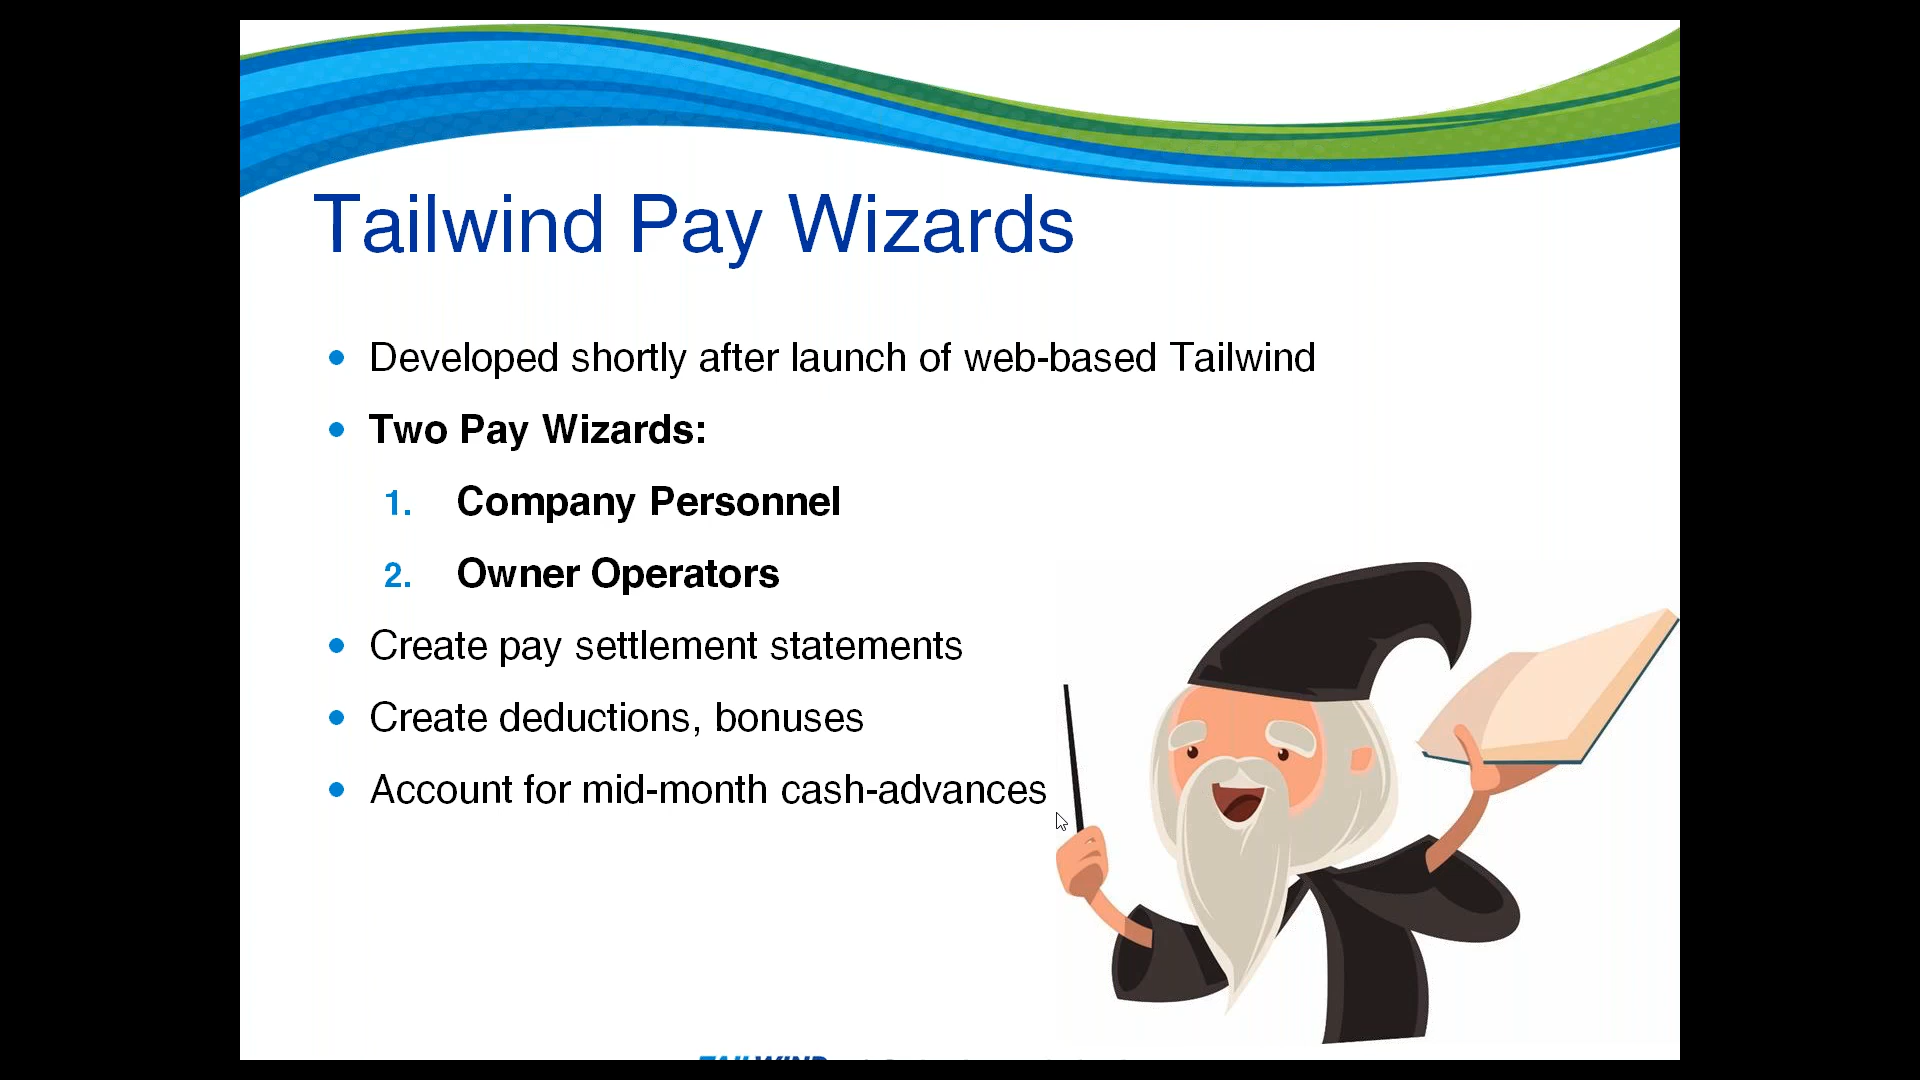 Tailwind Pay Wizards
• Developed shortly after launch of web-based Tailwind
• Two Pay Wizards:
1. Company Personnel
2. Owner Operators
• Create pay settlement statements
• Create deductions, bonuses
• Account for mid-month cash-advances
TAILWIND